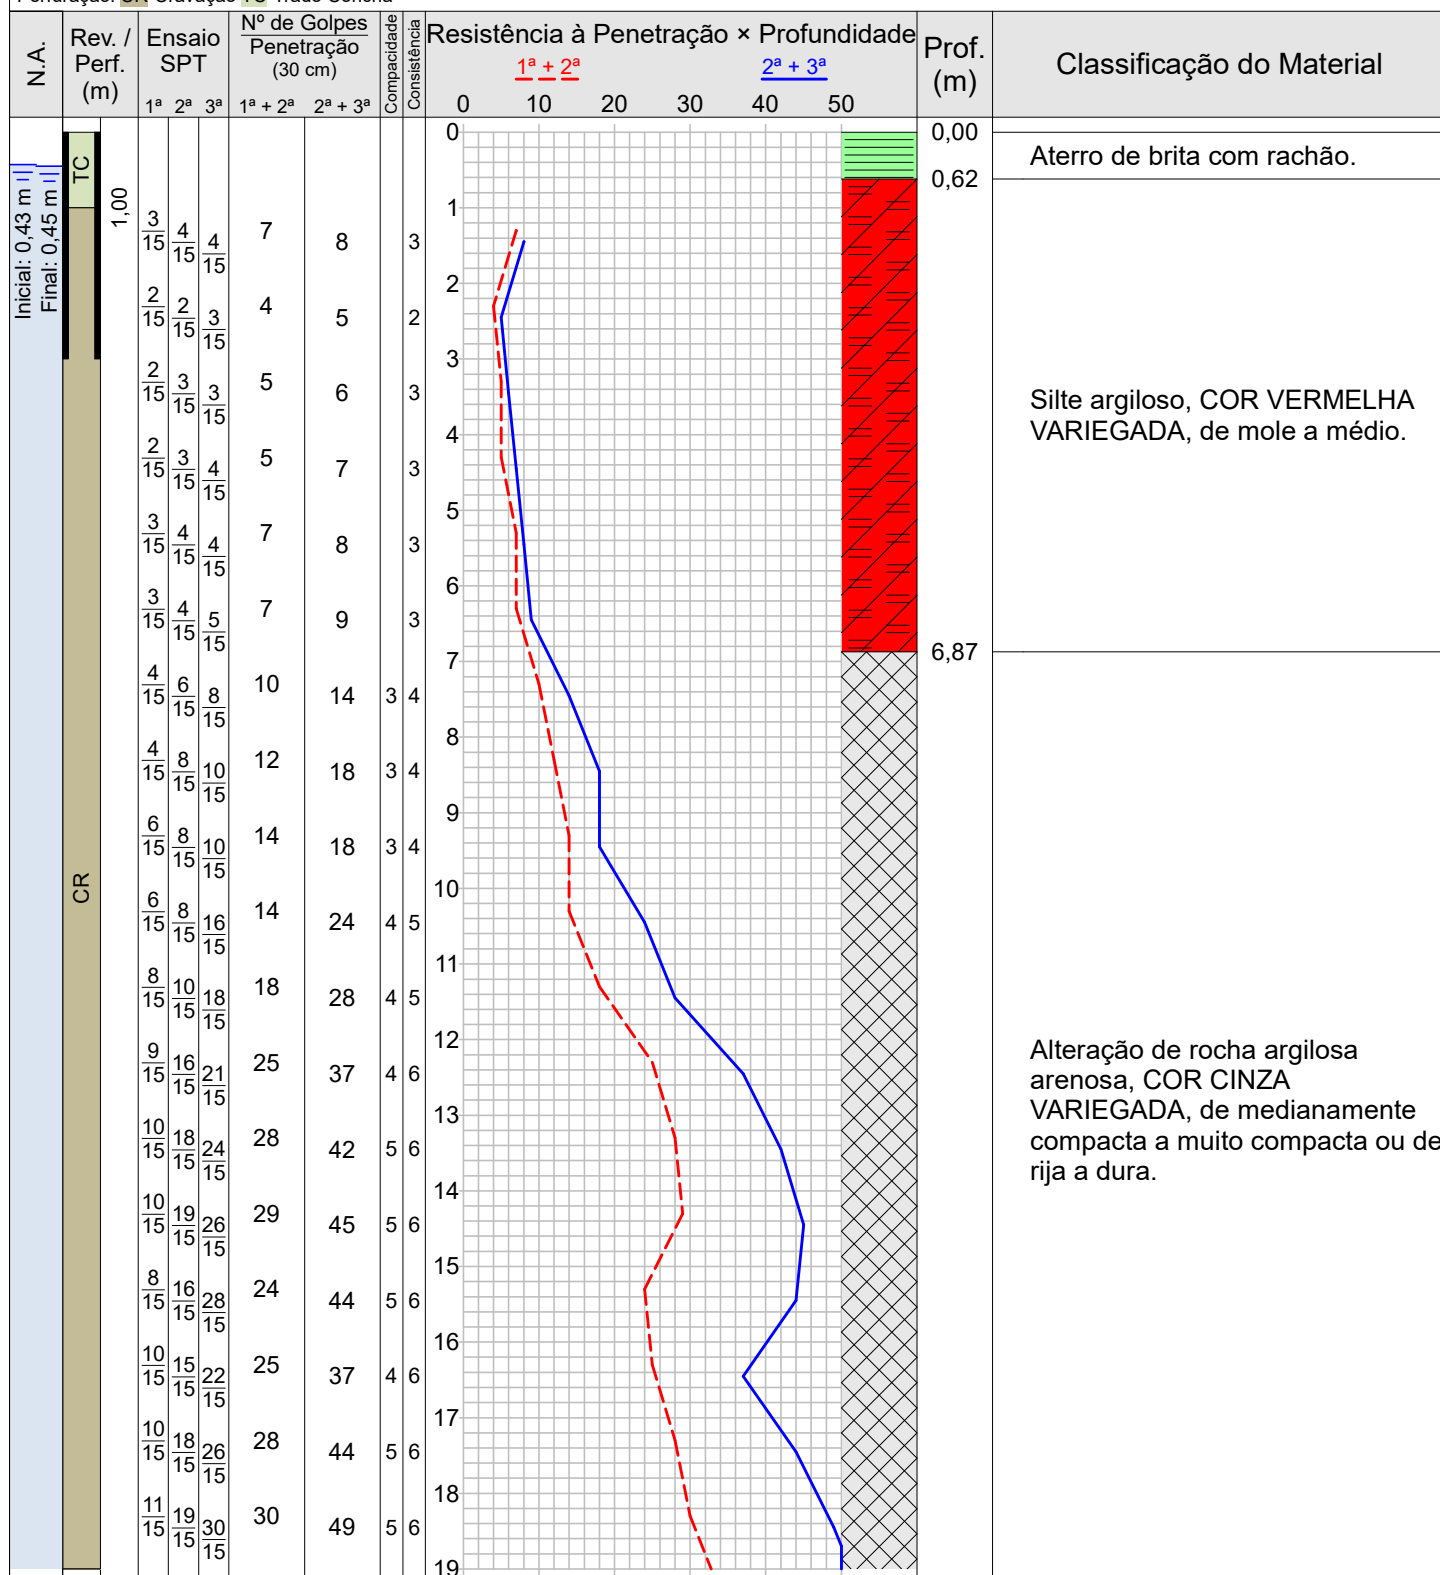 N.A.
Rev. /
Perf.
(m)
Ensaio
SPT
1ª 2ª 3ª
Nº de Golpes
Penetração
(30 cm)
1ª + 2ª 2ª + 3ª
Compacidade
Consistência
Resistência à Penetração × Profundidade
1ª + 2ª 2ª + 3ª
0 10 20 30 40 50
Prof.
(m)
Classificação do Material
Inicial: 0,43 m
Final: 0,45 m
TC
CR
1,00
3/15 4/15 4/15 7 8 3
2/15 2/15 3/15 4 5 2
2/15 3/15 3/15 5 6 3
2/15 3/15 4/15 5 7 3
3/15 4/15 4/15 7 8 3
3/15 4/15 5/15 7 9 3
4/15 6/15 8/15 10 14 3 4
4/15 8/15 10/15 12 18 3 4
6/15 8/15 10/15 14 18 3 4
6/15 8/15 16/15 14 24 4 5
8/15 10/15 18/15 18 28 4 5
9/15 16/15 21/15 25 37 4 6
10/15 18/15 24/15 28 42 5 6
10/15 19/15 26/15 29 45 5 6
8/15 16/15 28/15 24 44 5 6
10/15 15/15 22/15 25 37 4 6
10/15 18/15 26/15 28 44 5 6
11/15 19/15 30/15 30 49 5 6
0
1
2
3
4
5
6
7
8
9
10
11
12
13
14
15
16
17
18
19
0,00
0,62
6,87
Aterro de brita com rachão.
Silte argiloso, COR VERMELHA
VARIEGADA, de mole a médio.
Alteração de rocha argilosa
arenosa, COR CINZA
VARIEGADA, de medianamente
compacta a muito compacta ou de
rija a dura.